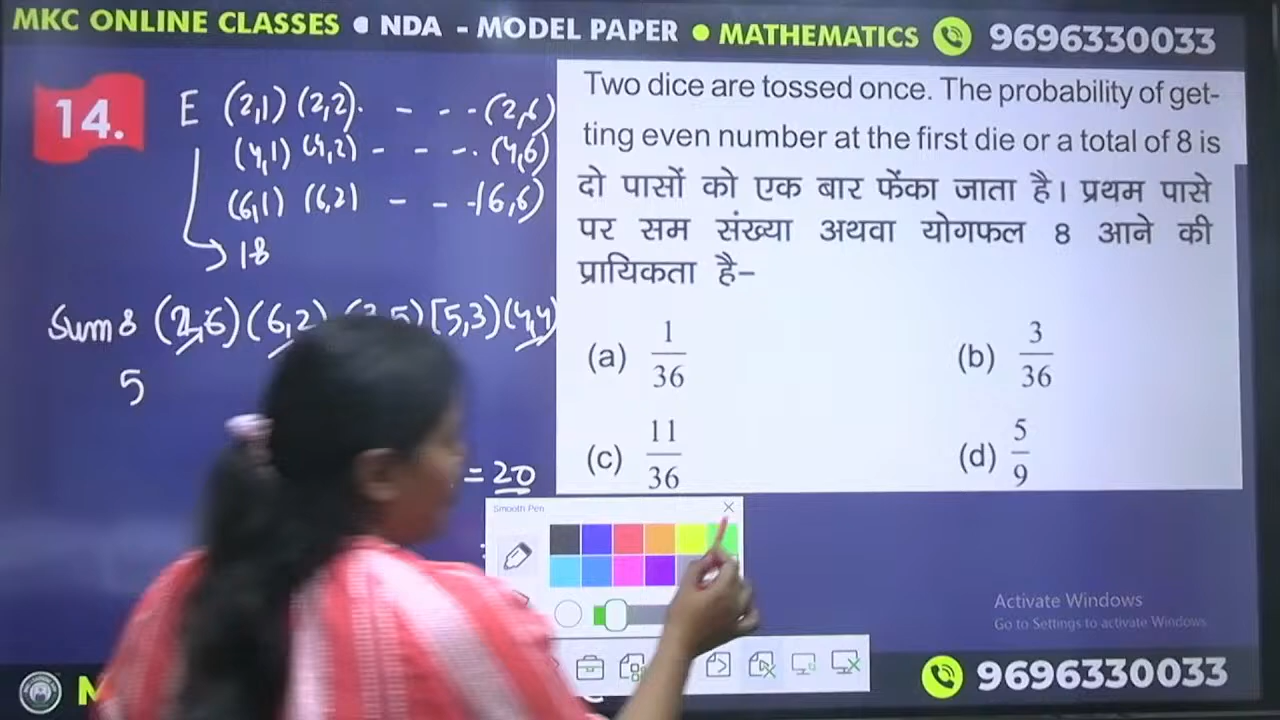 MKC ONLINE CLASSES • NDA - MODEL PAPER • MATHEMATICS 9696330033
14.
E (2,1) (2,2). - - - (2,6)
(4,1) (4,2) - - - . (4,6)
(6,1) (6,2) - - - (6,6)
18
Sum 8 (2,6) (6,2) (3,5) (5,3) (4,4)
5
= 20
Two dice are tossed once. The probability of get-
ting even number at the first die or a total of 8 is
दो पासों को एक बार फेंका जाता है। प्रथम पासे
पर सम संख्या अथवा योगफल 8 आने की
प्रायिकता है–
(a) 1/36 (b) 3/36
(c) 11/36 (d) 5/9
Smooth Pen
Activate Windows
Go to Settings to activate Windows
M
9696330033